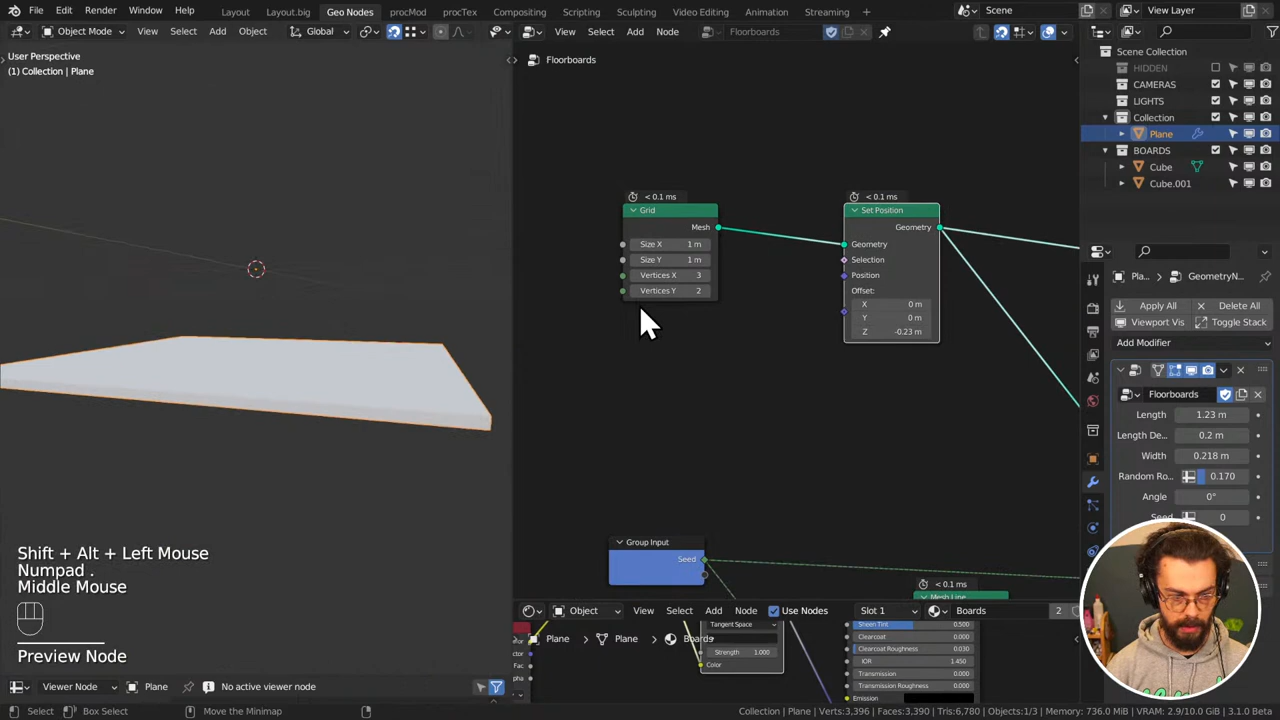 File Edit Render Window Help Layout Layout.big Geo Nodes procMod procTex Compositing Scripting Sculpting Video Editing Animation Streaming + Scene View Layer
Object Mode View Select Add Object Global
View Select Add Node Floorboards
User Perspective
(1) Collection | Plane
Floorboards
Scene Collection
HIDDEN
CAMERAS
LIGHTS
Collection
Plane
BOARDS
Cube
Cube.001
< 0.1 ms
Grid
Mesh
Size X 1 m
Size Y 1 m
Vertices X 3
Vertices Y 2
< 0.1 ms
Set Position
Geometry
Geometry
Selection
Position
Offset:
X 0 m
Y 0 m
Z -0.23 m
Pla... GeometryN...
Apply All Delete All
Viewport Vis Toggle Stack
Add Modifier
Floorboards
Length 1.23 m
Length De... 0.2 m
Width 0.218 m
Random Ro... 0.170
Angle 0°
Seed 0
Group Input
Seed
< 0.1 ms
Mesh Line
Shift + Alt + Left Mouse
Numpad .
Middle Mouse
Preview Node
Object View Select Add Node Use Nodes Slot 1 Boards 2
Plane Plane Boards
Tangent Space
Strength 1.000
Color
Sheen Tint 0.500
Clearcoat 0.000
Clearcoat Roughness 0.030
IOR 1.450
Transmission 0.000
Transmission Roughness 0.000
Emission
Viewer Node Plane No active viewer node
Select Box Select Move the Minimap
Collection | Plane | Verts:3,396 | Faces:3,390 | Tris:6,780 | Objects:1/3 | Memory: 736.0 MiB | VRAM: 2.9/10.0 GiB | 3.1.0 Beta